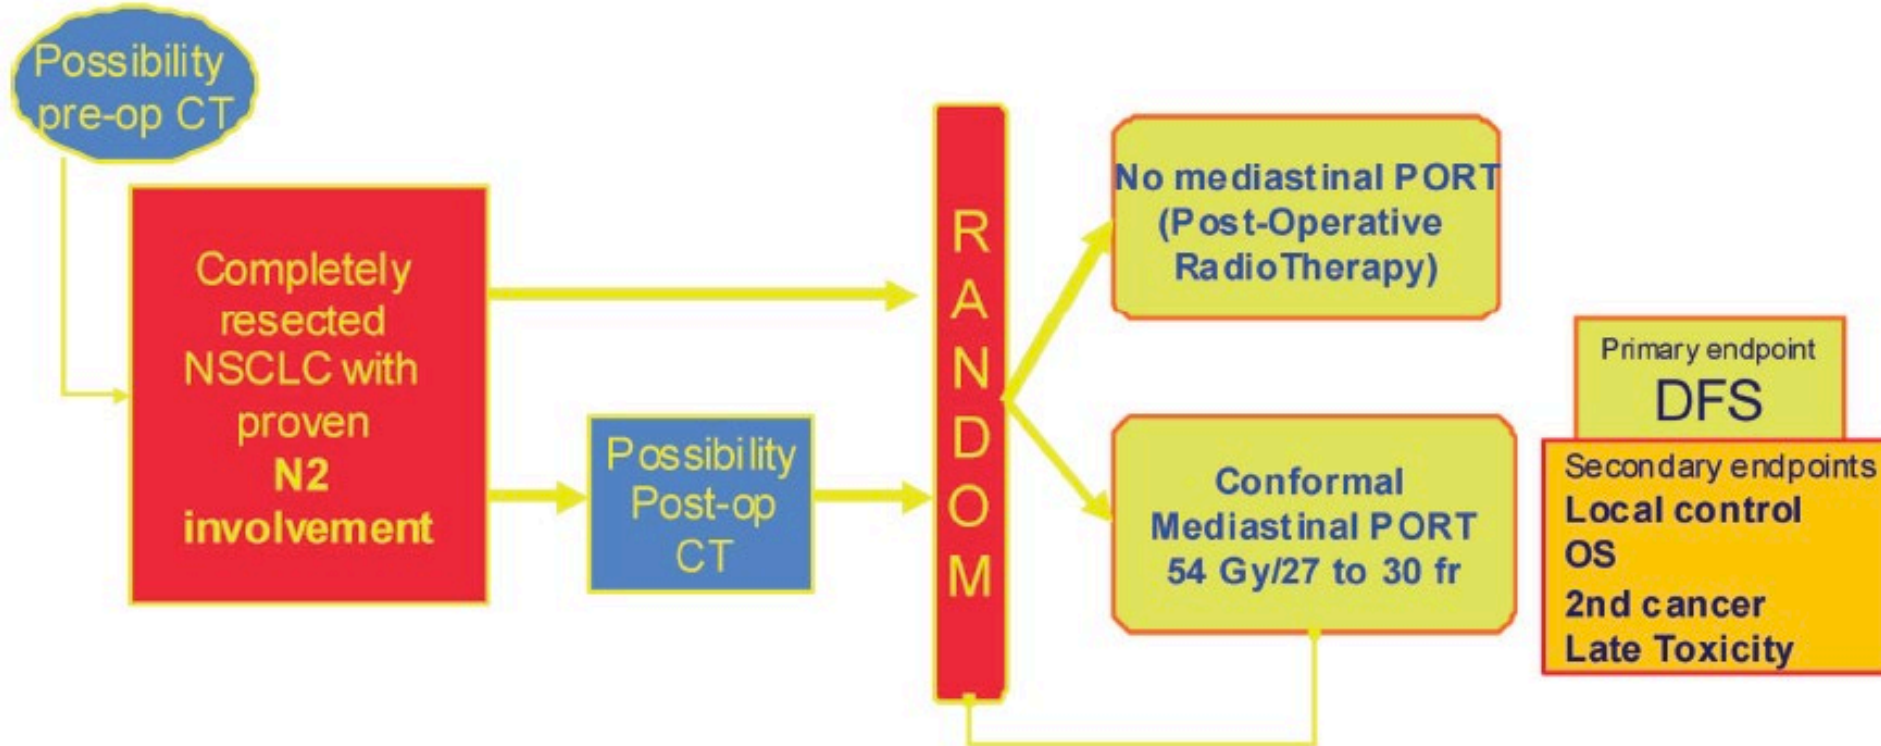 Possibility
pre-op CT
Completely
resected
NSCLC with
proven
N2
involvement
Possibility
Post-op
CT
RANDOM
No mediastinal PORT
(Post-Operative
RadioTherapy)
Conformal
Mediastinal PORT
54 Gy/27 to 30 fr
Primary endpoint
DFS
Secondary endpoints
Local control
OS
2nd cancer
Late Toxicity